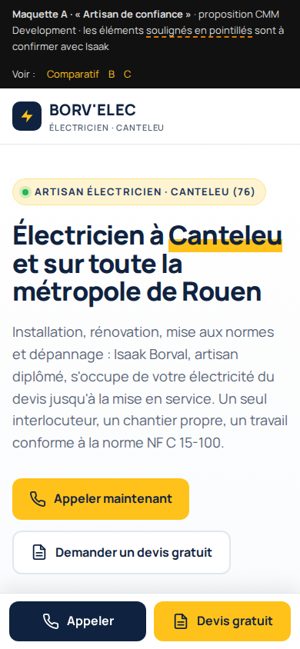 Maquette A · « Artisan de confiance » · proposition CMM
Développement · les éléments soulignés en pointillés sont à
confirmer avec Isaak
Voir : Comparatif B C
BORV'ELEC
ÉLECTRICIEN · CANTELEU
ARTISAN ÉLECTRICIEN · CANTELEU (76)
Électricien à Canteleu
et sur toute la
métropole de Rouen
Installation, rénovation, mise aux normes
et dépannage : Isaak Borval, artisan
diplômé, s'occupe de votre électricité du
devis jusqu'à la mise en service. Un seul
interlocuteur, un chantier propre, un travail
conforme à la norme NF C 15-100.
Appeler maintenant
Demander un devis gratuit
Appeler
Devis gratuit